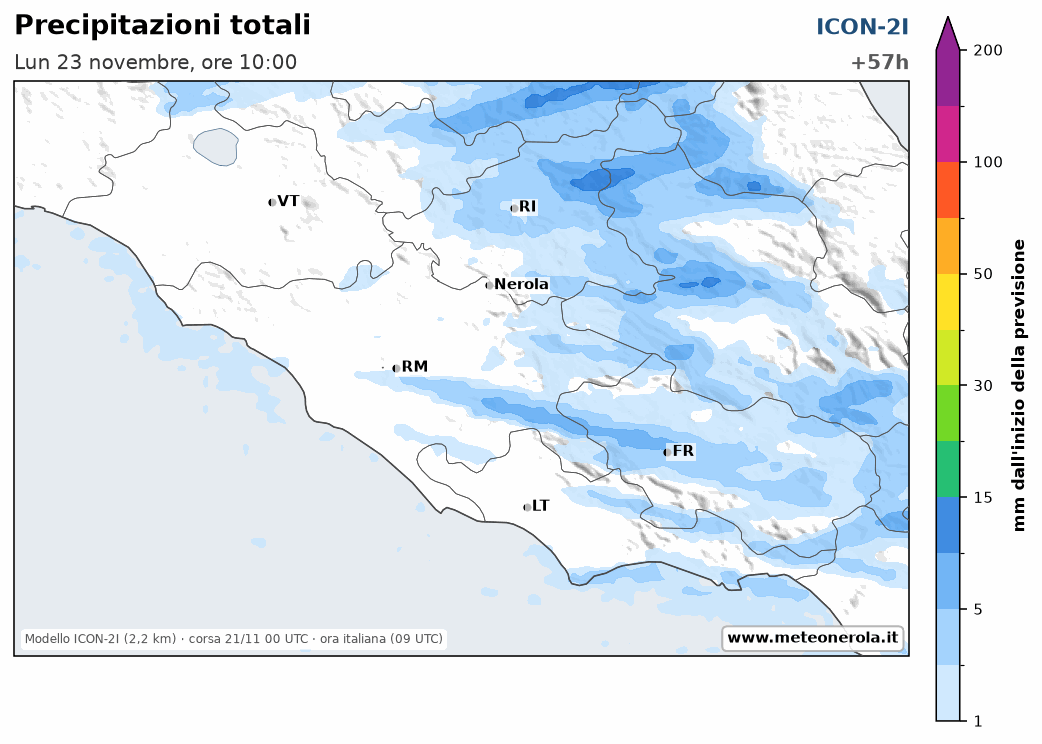 Precipitazioni totali
ICON-2I
Lun 23 novembre, ore 10:00
+57h
200
100
50
30
15
5
1
mm dall'inizio della previsione
VT
RI
Nerola
RM
FR
LT
Modello ICON-2I (2,2 km) · corsa 21/11 00 UTC · ora italiana (09 UTC)
www.meteonerola.it